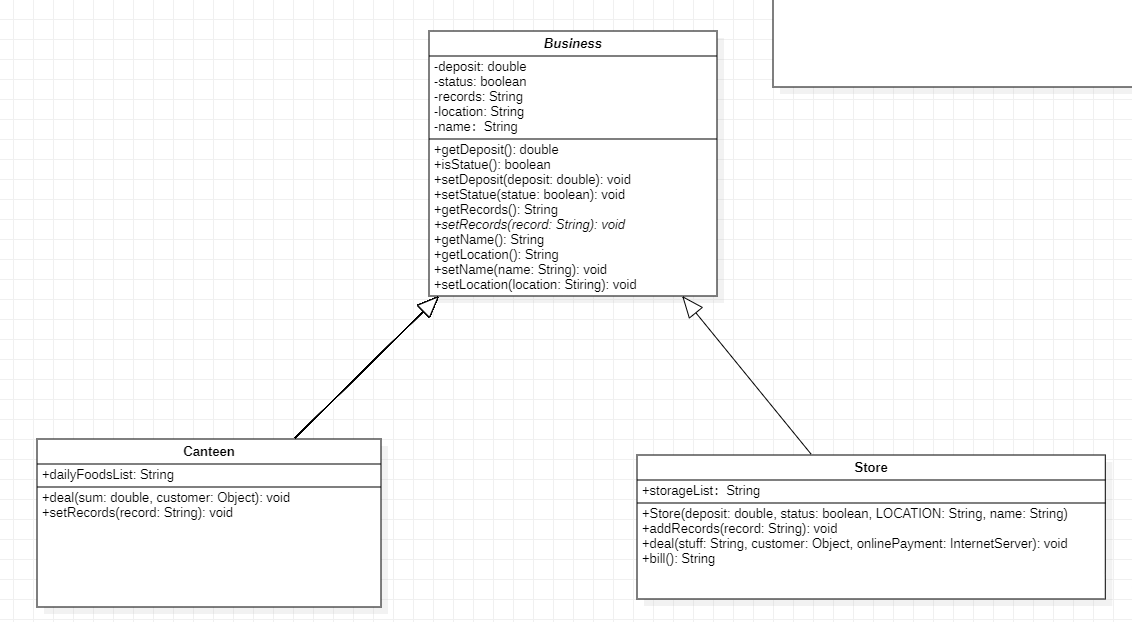 Business
-deposit: double
-status: boolean
-records: String
-location: String
-name：String
+getDeposit(): double
+isStatue(): boolean
+setDeposit(deposit: double): void
+setStatue(statue: boolean): void
+getRecords(): String
+setRecords(record: String): void
+getName(): String
+getLocation(): String
+setName(name: String): void
+setLocation(location: Stiring): void
Canteen
+dailyFoodsList: String
+deal(sum: double, customer: Object): void
+setRecords(record: String): void
Store
+storageList：String
+Store(deposit: double, status: boolean, LOCATION: String, name: String)
+addRecords(record: String): void
+deal(stuff: String, customer: Object, onlinePayment: InternetServer): void
+bill(): String